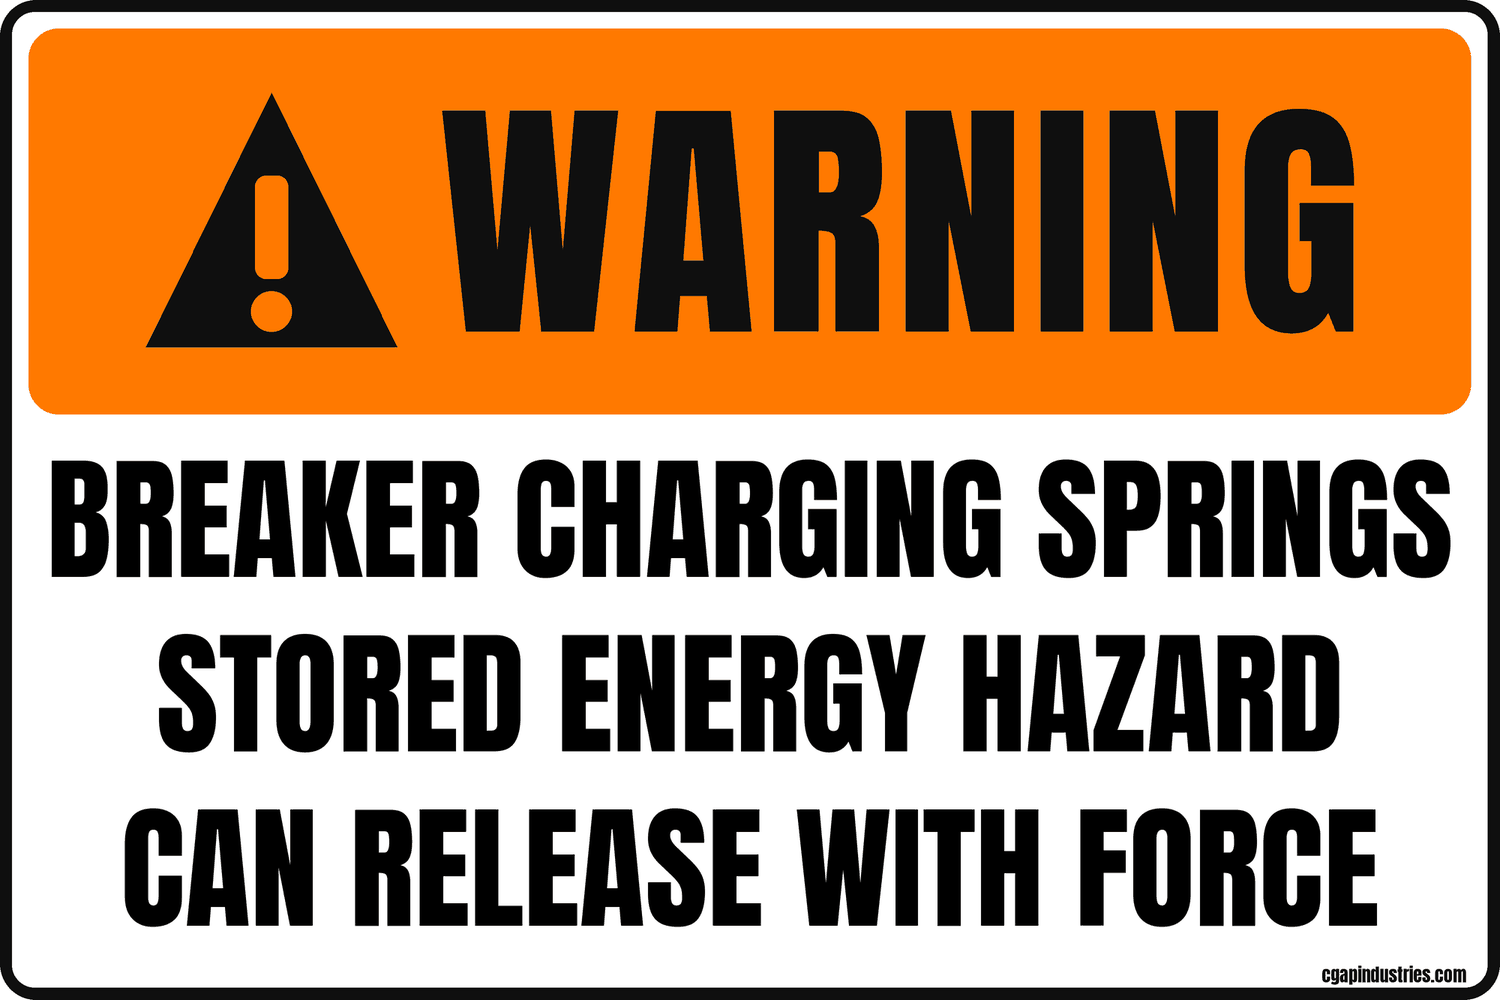 WARNING
BREAKER CHARGING SPRINGS
STORED ENERGY HAZARD
CAN RELEASE WITH FORCE
cgapindustries.com